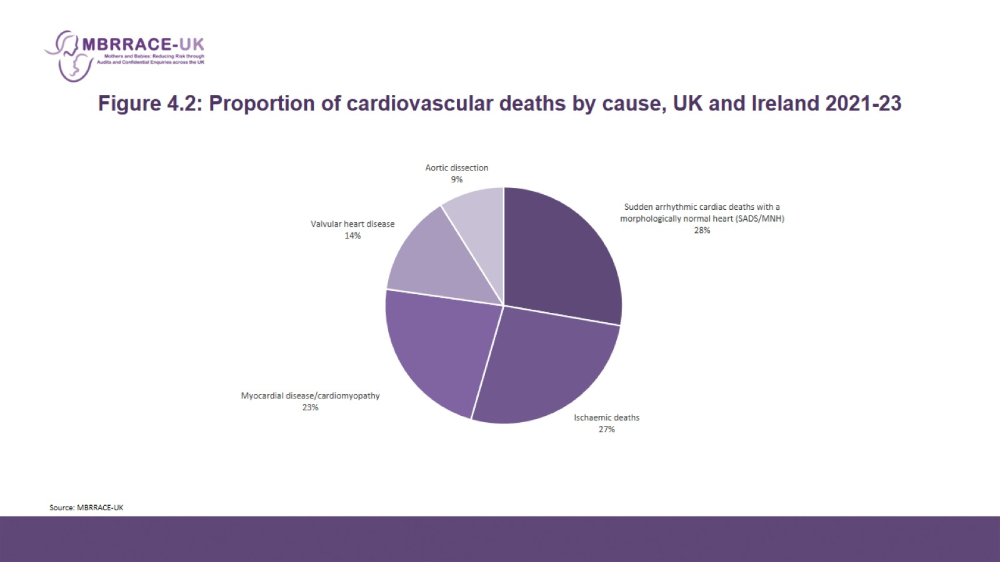 MBRRACE-UK
Mothers and Babies: Reducing Risk through
Audits and Confidential Enquiries across the UK
Figure 4.2: Proportion of cardiovascular deaths by cause, UK and Ireland 2021-23
Aortic dissection
9%
Sudden arrhythmic cardiac deaths with a
morphologically normal heart (SADS/MNH)
28%
Valvular heart disease
14%
Myocardial disease/cardiomyopathy
23%
Ischaemic deaths
27%
Source: MBRRACE-UK